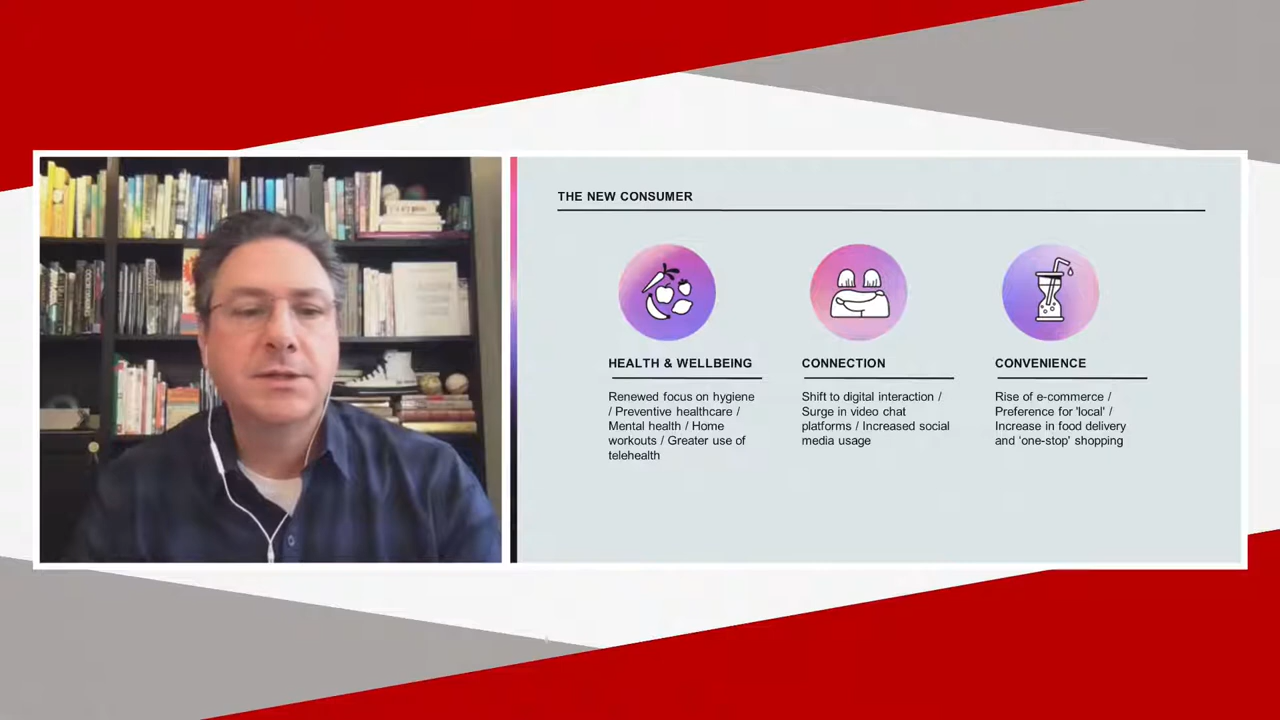 THE NEW CONSUMER
HEALTH & WELLBEING
Renewed focus on hygiene
/ Preventive healthcare /
Mental health / Home
workouts / Greater use of
telehealth
CONNECTION
Shift to digital interaction /
Surge in video chat
platforms / Increased social
media usage
CONVENIENCE
Rise of e-commerce /
Preference for 'local' /
Increase in food delivery
and ‘one-stop’ shopping